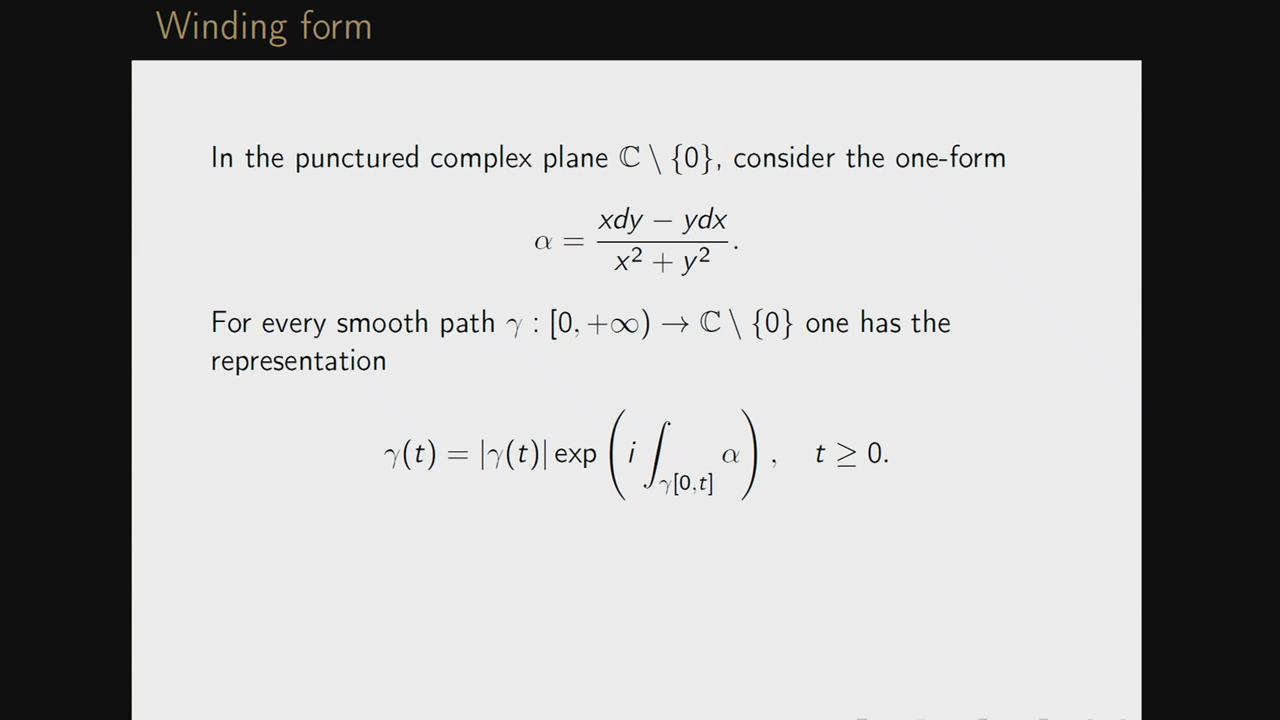 Winding form
In the punctured complex plane ℂ \ {0}, consider the one-form
α = \frac{xdy − ydx}{x² + y²}.
For every smooth path γ : [0, +∞) → ℂ \ {0} one has the
representation
γ(t) = |γ(t)| exp ( i ∫_{γ[0,t]} α ) ,   t ≥ 0.